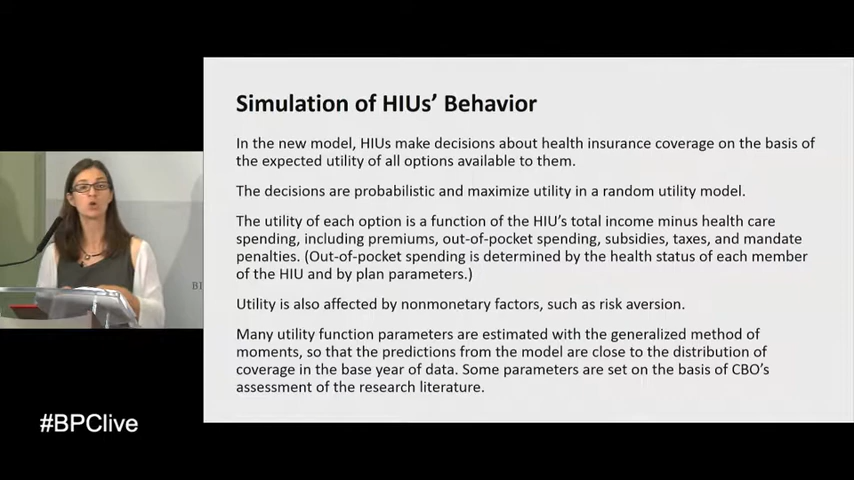 Simulation of HIUs’ Behavior
In the new model, HIUs make decisions about health insurance coverage on the basis of
the expected utility of all options available to them.
The decisions are probabilistic and maximize utility in a random utility model.
The utility of each option is a function of the HIU’s total income minus health care
spending, including premiums, out-of-pocket spending, subsidies, taxes, and mandate
penalties. (Out-of-pocket spending is determined by the health status of each member
of the HIU and by plan parameters.)
Utility is also affected by nonmonetary factors, such as risk aversion.
Many utility function parameters are estimated with the generalized method of
moments, so that the predictions from the model are close to the distribution of
coverage in the base year of data. Some parameters are set on the basis of CBO’s
assessment of the research literature.
BI
#BPClive